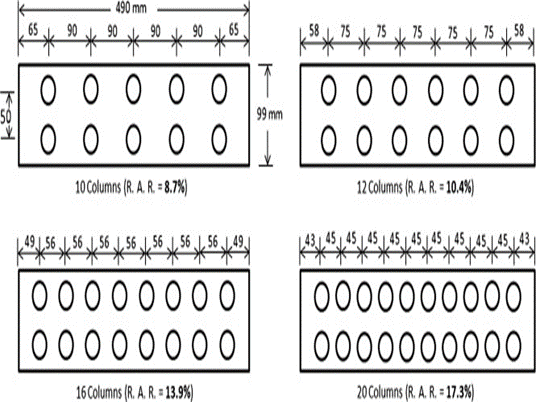 490 mm
65 90 90 90 90 65
50
99 mm
10 Columns (R. A. R. = 8.7%)
58 75 75 75 75 75 58
12 Columns (R. A. R. = 10.4%)
49 56 56 56 56 56 56 56 49
16 Columns (R. A. R. = 13.9%)
43 45 45 45 45 45 45 45 45 45 43
20 Columns (R. A. R. = 17.3%)